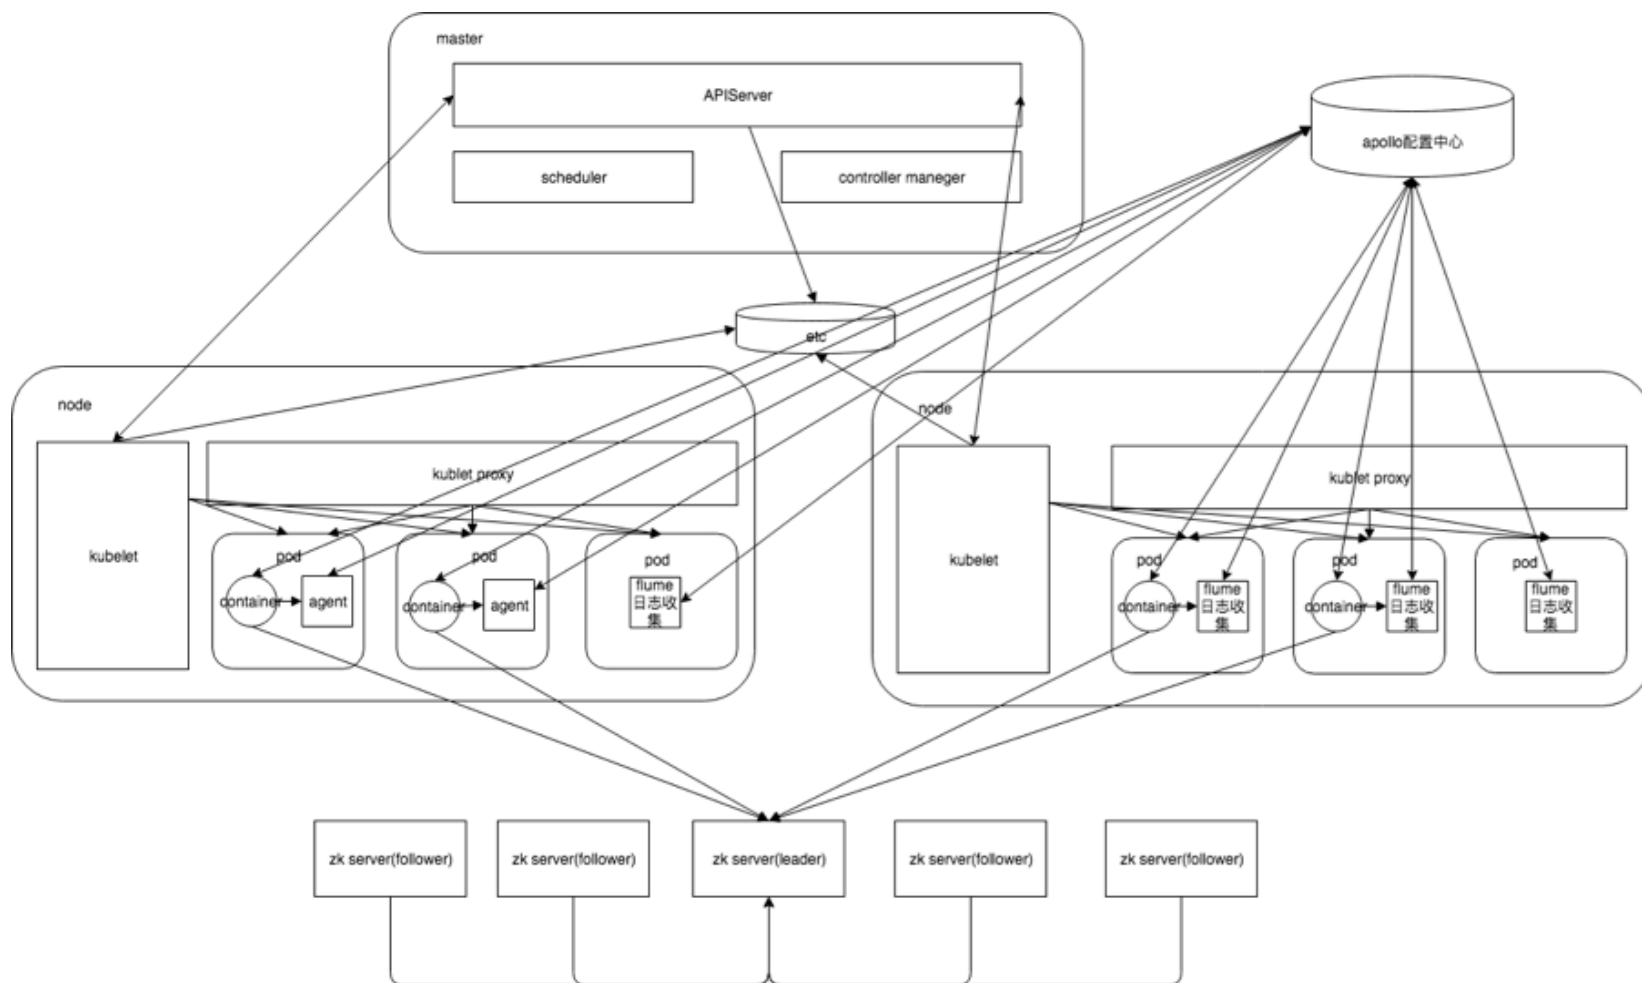 master
APIServer
scheduler
controller maneger
apollo配置中心
etc
node
kublet proxy
kubelet
pod
container
agent
pod
container
agent
pod
flume
日志收
集
node
kublet proxy
kubelet
pod
container
flume
日志收
集
pod
container
flume
日志收
集
pod
flume
日志收
集
zk server(follower)
zk server(follower)
zk server(leader)
zk server(follower)
zk server(follower)